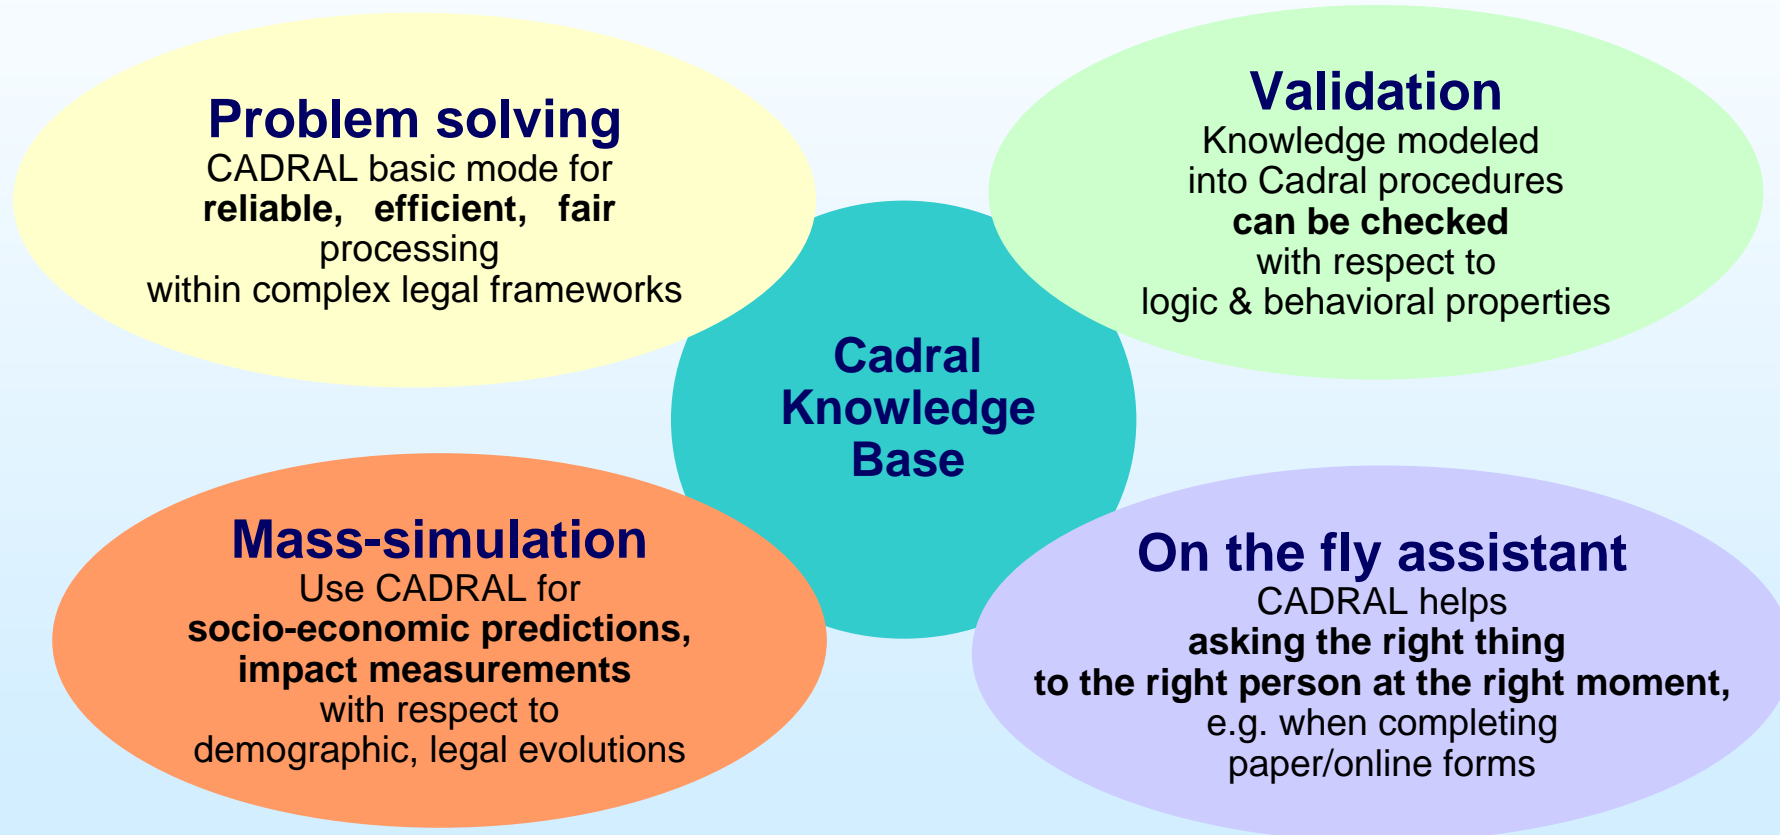 Problem solving
CADRAL basic mode for
reliable, efficient, fair
processing
within complex legal frameworks
Validation
Knowledge modeled
into Cadral procedures
can be checked
with respect to
logic & behavioral properties
Cadral
Knowledge
Base
Mass-simulation
Use CADRAL for
socio-economic predictions,
impact measurements
with respect to
demographic, legal evolutions
On the fly assistant
CADRAL helps
asking the right thing
to the right person at the right moment,
e.g. when completing
paper/online forms